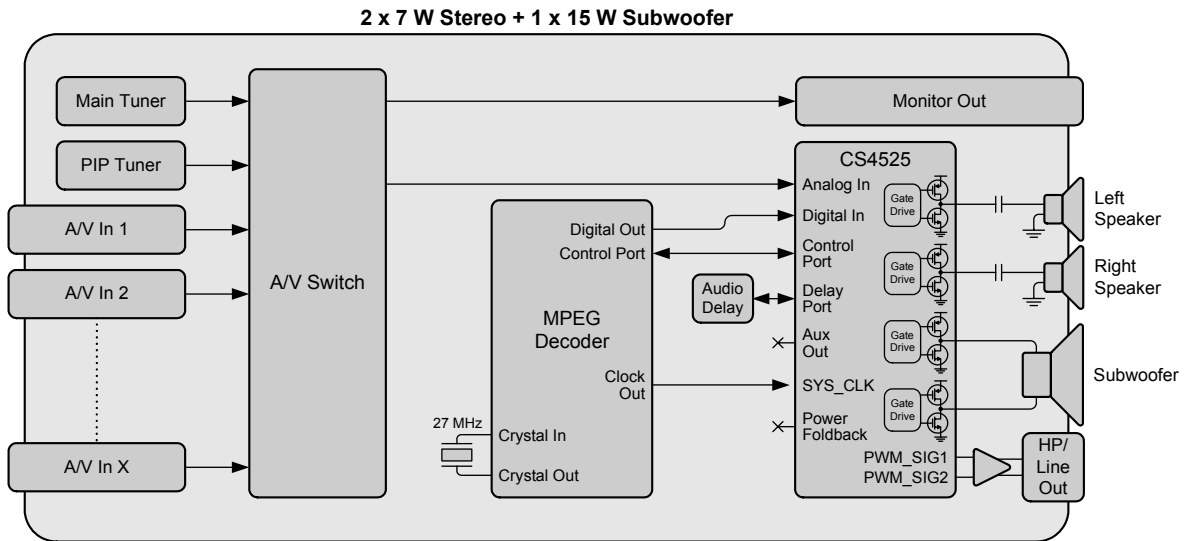 2 x 7 W Stereo + 1 x 15 W Subwoofer
Main Tuner
PIP Tuner
A/V In 1
A/V In 2
A/V In X
A/V Switch
Monitor Out
MPEG
Decoder
Digital Out
Control Port
Clock
Out
Crystal In
Crystal Out
27 MHz
Audio
Delay
CS4525
Analog In
Digital In
Control
Port
Delay
Port
Aux
Out
SYS_CLK
Power
Foldback
PWM_SIG1
PWM_SIG2
Gate
Drive
Gate
Drive
Gate
Drive
Gate
Drive
Left
Speaker
Right
Speaker
Subwoofer
HP/
Line
Out